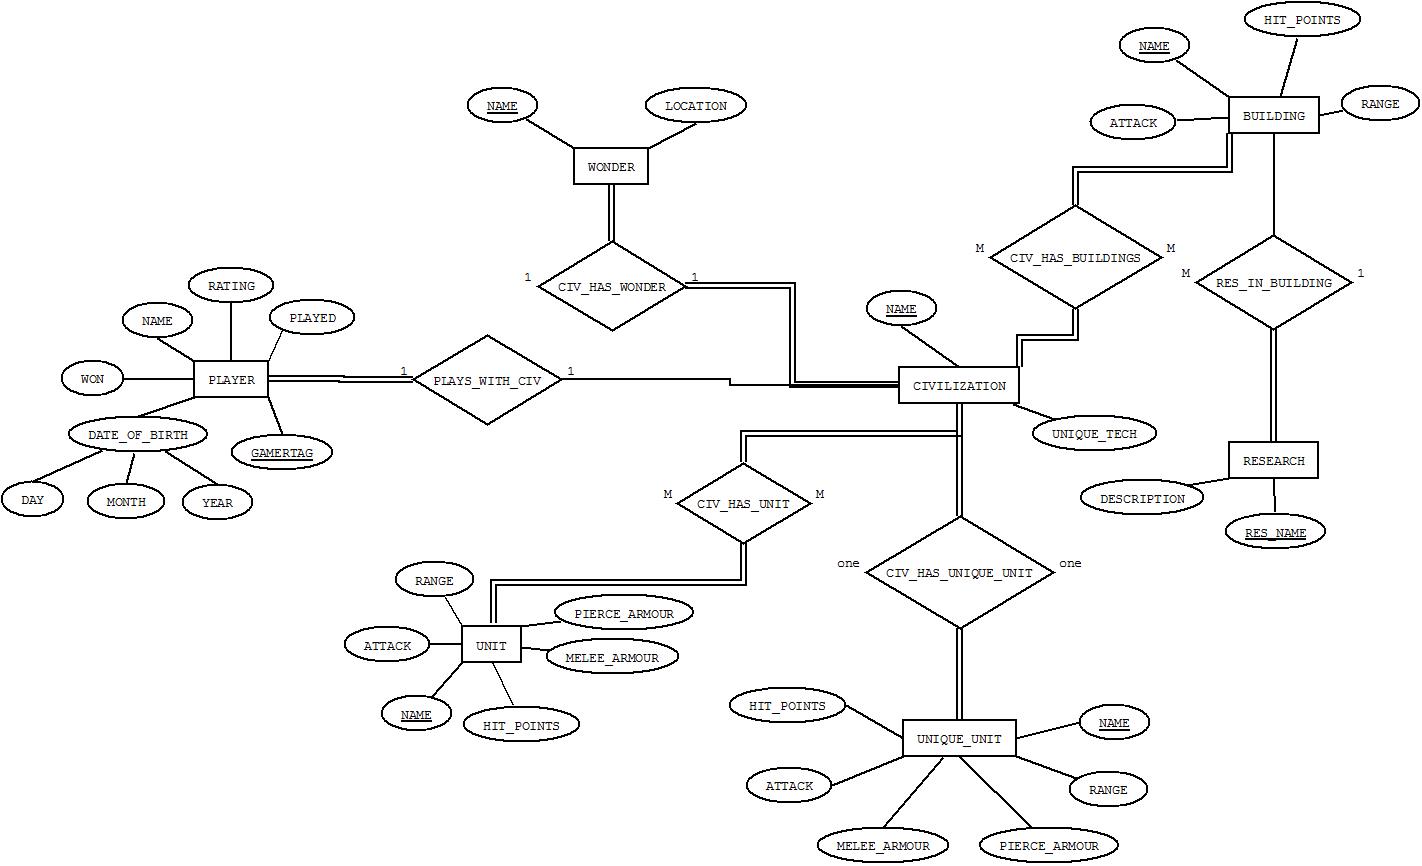 HIT_POINTS
NAME
BUILDING
RANGE
ATTACK
NAME
LOCATION
WONDER
M
CIV_HAS_BUILDINGS
M
M
RES_IN_BUILDING
1
1
CIV_HAS_WONDER
1
RATING
NAME
PLAYED
WON
PLAYER
1
PLAYS_WITH_CIV
1
NAME
CIVILIZATION
UNIQUE_TECH
DATE_OF_BIRTH
GAMERTAG
DAY
MONTH
YEAR
RESEARCH
DESCRIPTION
RES_NAME
M
CIV_HAS_UNIT
M
one
CIV_HAS_UNIQUE_UNIT
one
RANGE
PIERCE_ARMOUR
ATTACK
UNIT
MELEE_ARMOUR
NAME
HIT_POINTS
HIT_POINTS
NAME
UNIQUE_UNIT
ATTACK
RANGE
MELEE_ARMOUR
PIERCE_ARMOUR